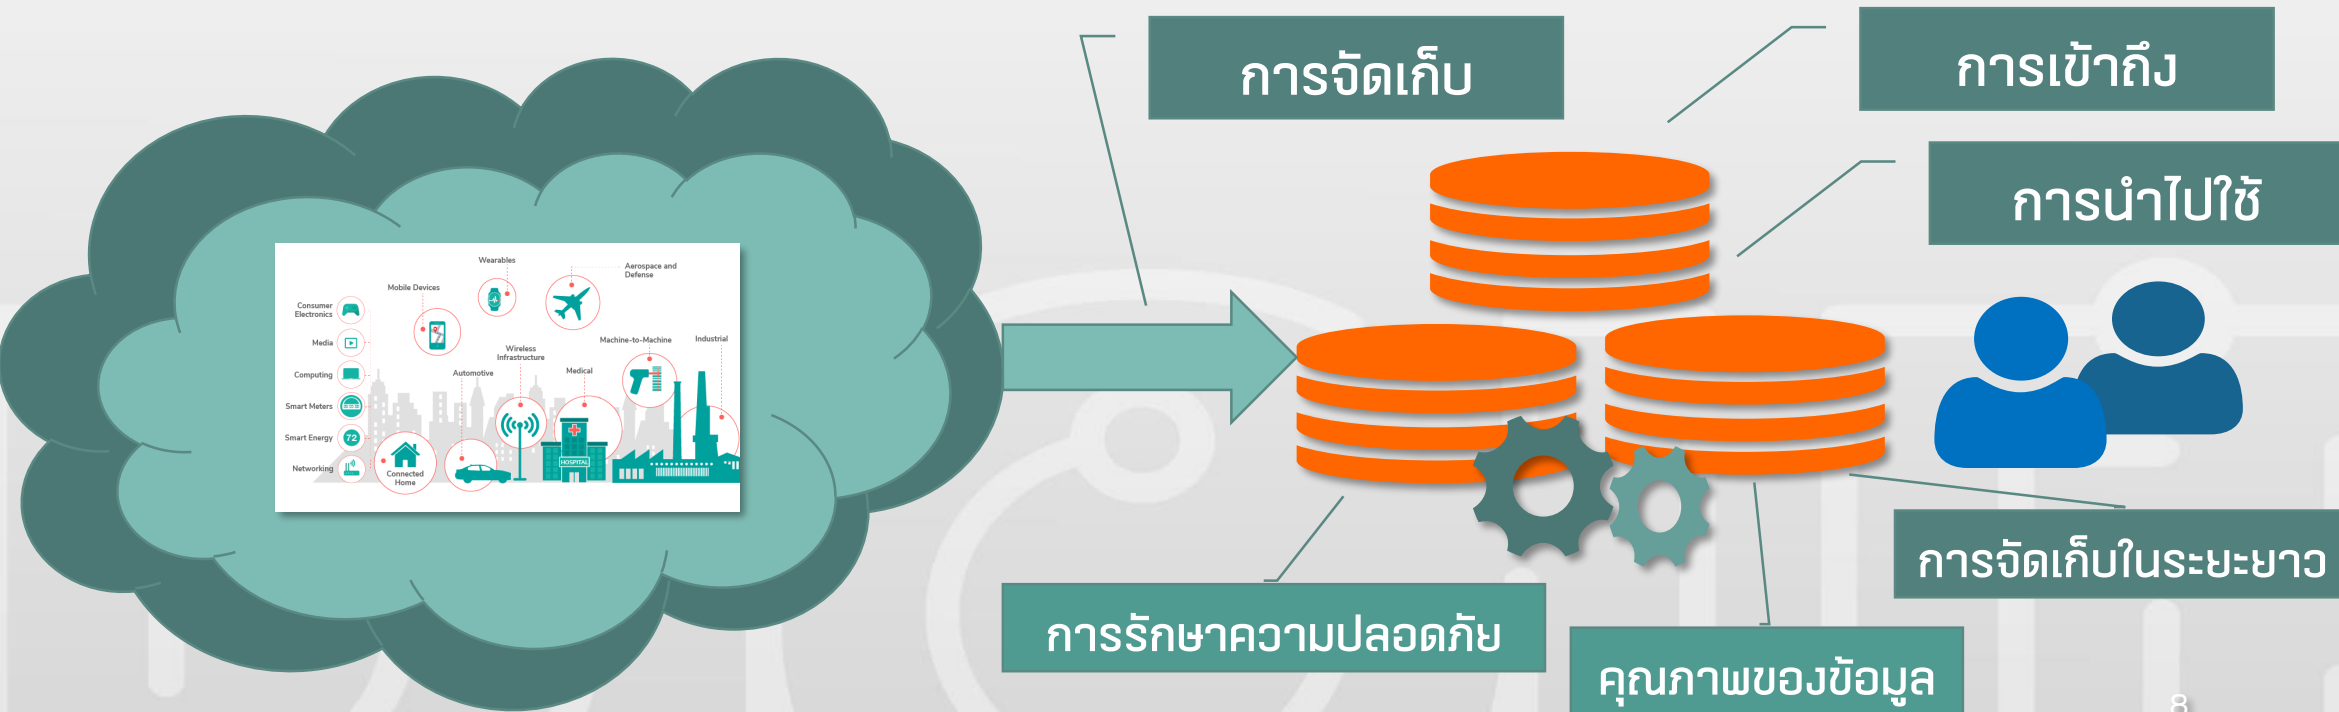 การจัดเก็บ
การเข้าถึง
การนำไปใช้
Wearables
Aerospace and
Defense
Mobile Devices
Consumer
Electronics
Media
Computing
Smart Meters
Smart Energy
72
Networking
Wireless
Infrastructure
Machine-to-Machine
Industrial
Automotive
Medical
HOSPITAL
Connected
Home
การจัดเก็บในระยะยาว
การรักษาความปลอดภัย
คุณภาพของข้อมูล
8